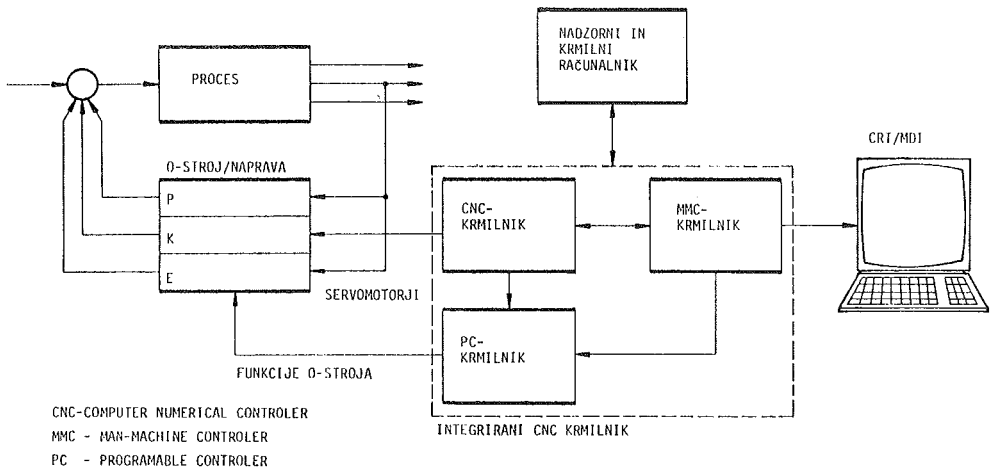 PROCES
NADZORNI IN
KRMILNI
RAČUNALNIK
CRT/MDI
O-STROJ/NAPRAVA
P
K
E
CNC-
KRMILNIK
MMC-
KRMILNIK
SERVOMOTORJI
PC-
KRMILNIK
FUNKCIJE O-STROJA
INTEGRIRANI CNC KRMILNIK
CNC-COMPUTER NUMERICAL CONTROLER
MMC - MAN-MACHINE CONTROLER
PC - PROGRAMABLE CONTROLER